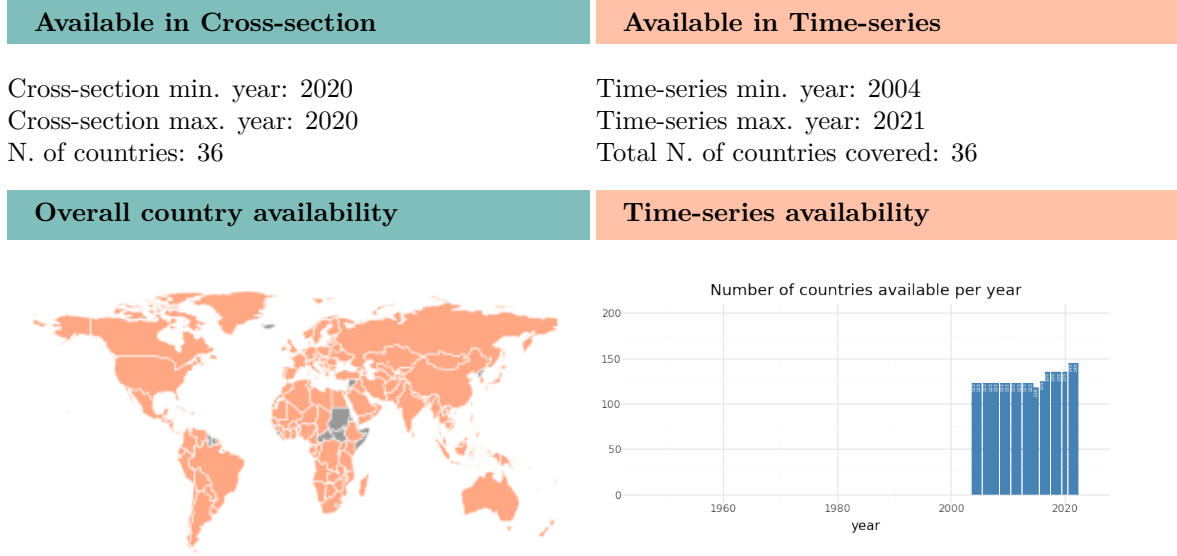 Available in Cross-section
Available in Time-series
Cross-section min. year: 2020
Cross-section max. year: 2020
N. of countries: 36
Time-series min. year: 2004
Time-series max. year: 2021
Total N. of countries covered: 36
Overall country availability
Time-series availability
Number of countries available per year
200
150
100
50
0
1960
1980
2000
2020
year